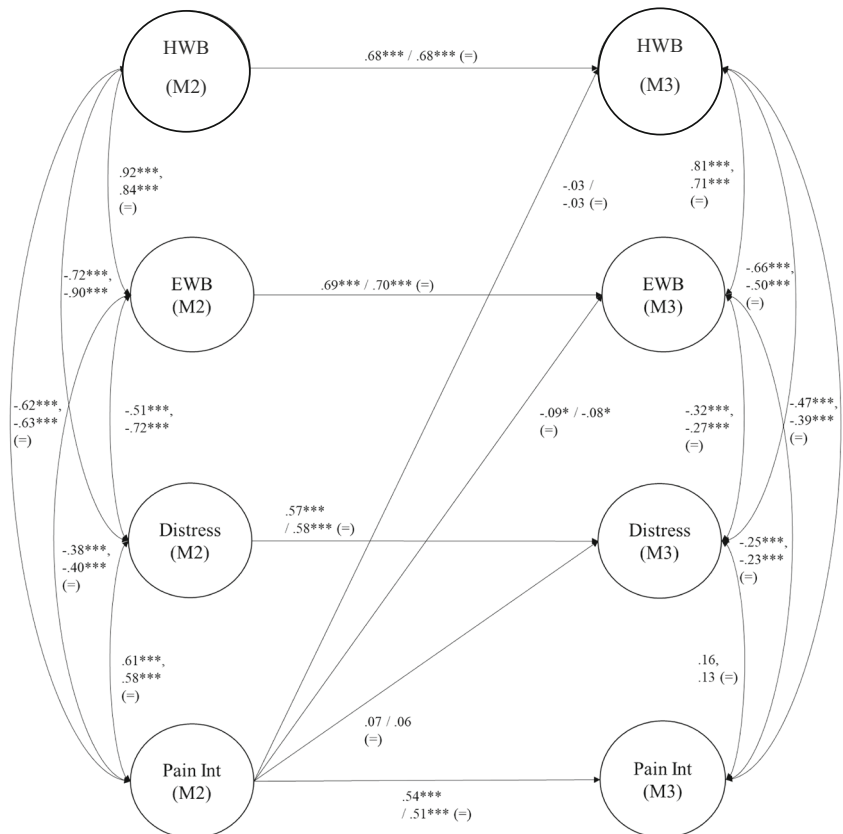 HWB
(M2)
HWB
(M3)
.68*** / .68*** (=)
.92***,
.84***
(=)
-.03 /
-.03 (=)
.81***,
.71***
(=)
-.72***,
-.90***
EWB
(M2)
.69*** / .70*** (=)
EWB
(M3)
-.66***,
-.50***
(=)
-.62***,
-.63***
(=)
-.51***,
-.72***
-.09* / -.08*
(=)
-.32***,
-.27***
(=)
-.47***,
-.39***
(=)
Distress
(M2)
.57***
/ .58*** (=)
Distress
(M3)
-.38***,
-.40***
(=)
-.25***,
-.23***
(=)
.61***,
.58***
(=)
.16,
.13 (=)
.07 / .06
(=)
Pain Int
(M2)
.54***
/ .51*** (=)
Pain Int
(M3)